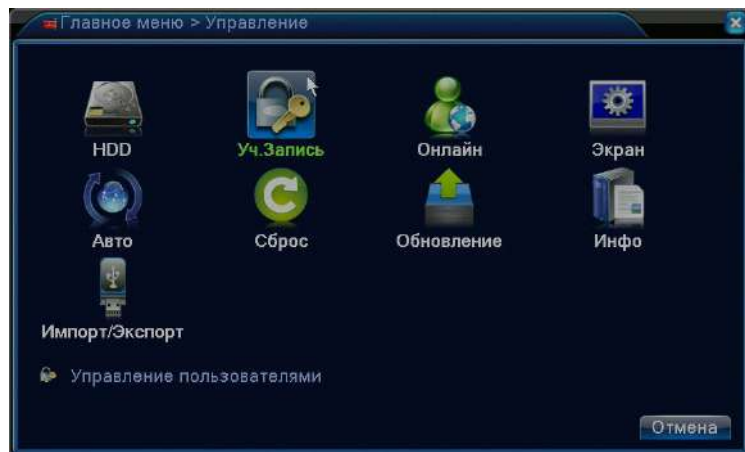 Главное меню > Управление
HDD
Уч.Запись
Онлайн
Экран
Авто
Сброс
Обновление
Инфо
Импорт/Экспорт
Управление пользователями
Отмена